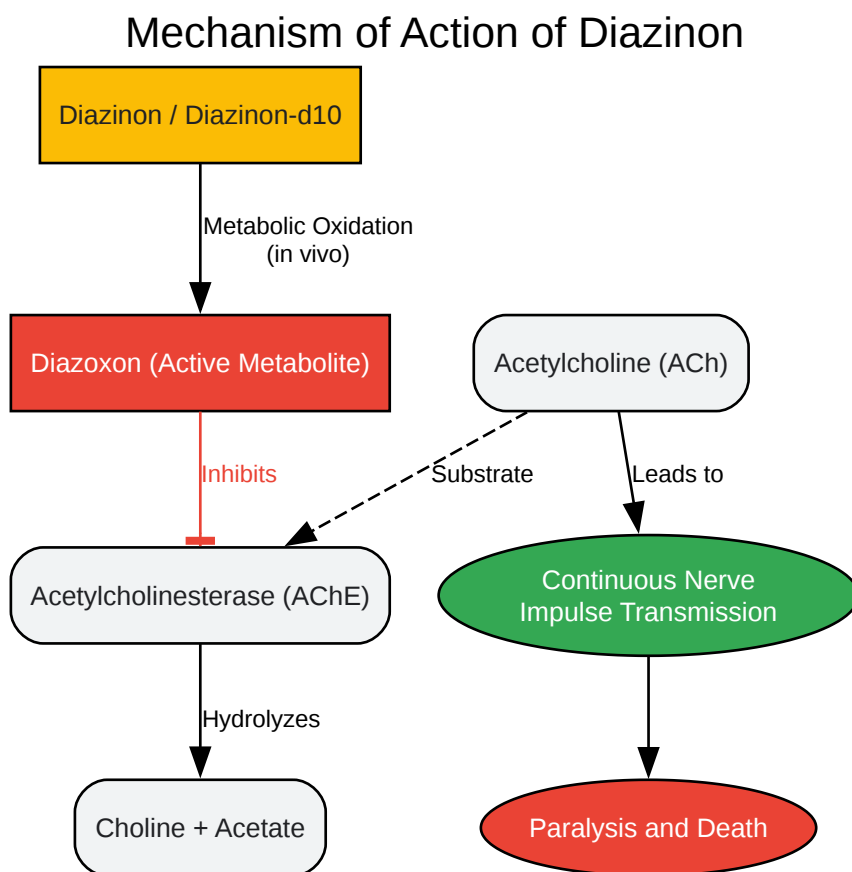 Mechanism of Action of Diazinon
Diazinon / Diazinon-d10
Metabolic Oxidation
(in vivo)
Diazoxon (Active Metabolite)
Acetylcholine (ACh)
Inhibits
Substrate
Leads to
Acetylcholinesterase (AChE)
Continuous Nerve
Impulse Transmission
Hydrolyzes
Choline + Acetate
Paralysis and Death